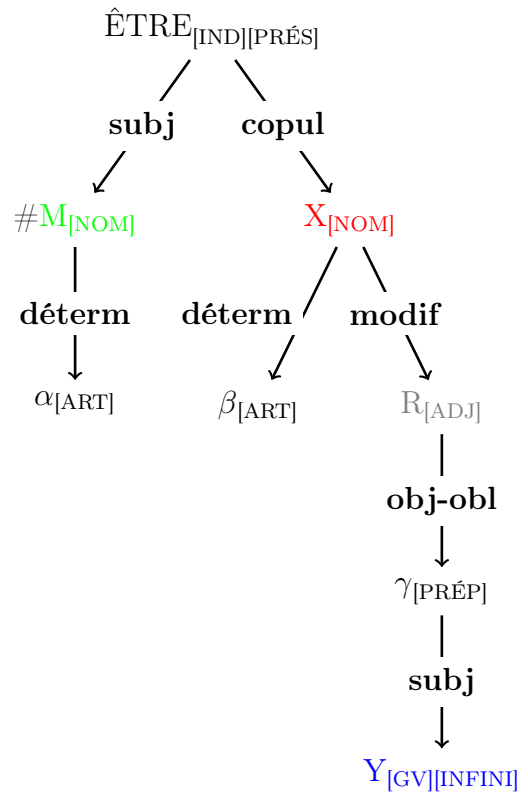 ÊTRE[IND][PRÉS]
subj copul
#M[NOM] X[NOM]
déterm déterm modif
α[ART] β[ART] R[ADJ]
obj-obl
γ[PRÉP]
subj
Y[GV][INFINI]